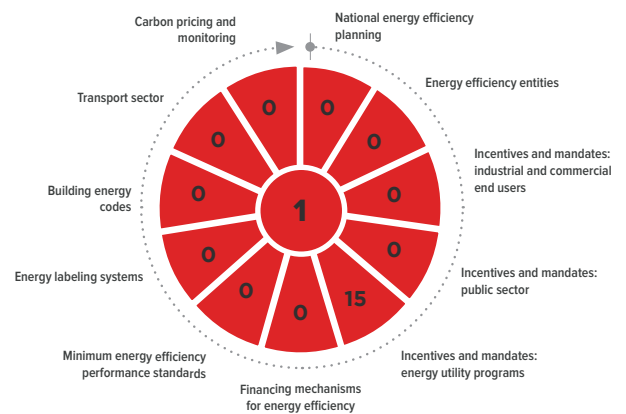 Carbon pricing and
monitoring
National energy efficiency
planning
Energy efficiency entities
Incentives and mandates:
industrial and commercial
end users
Incentives and mandates:
public sector
Incentives and mandates:
energy utility programs
Financing mechanisms
for energy efficiency
Minimum energy efficiency
performance standards
Energy labeling systems
Building energy
codes
Transport sector
0
0
0
0
15
0
0
0
0
0
0
1